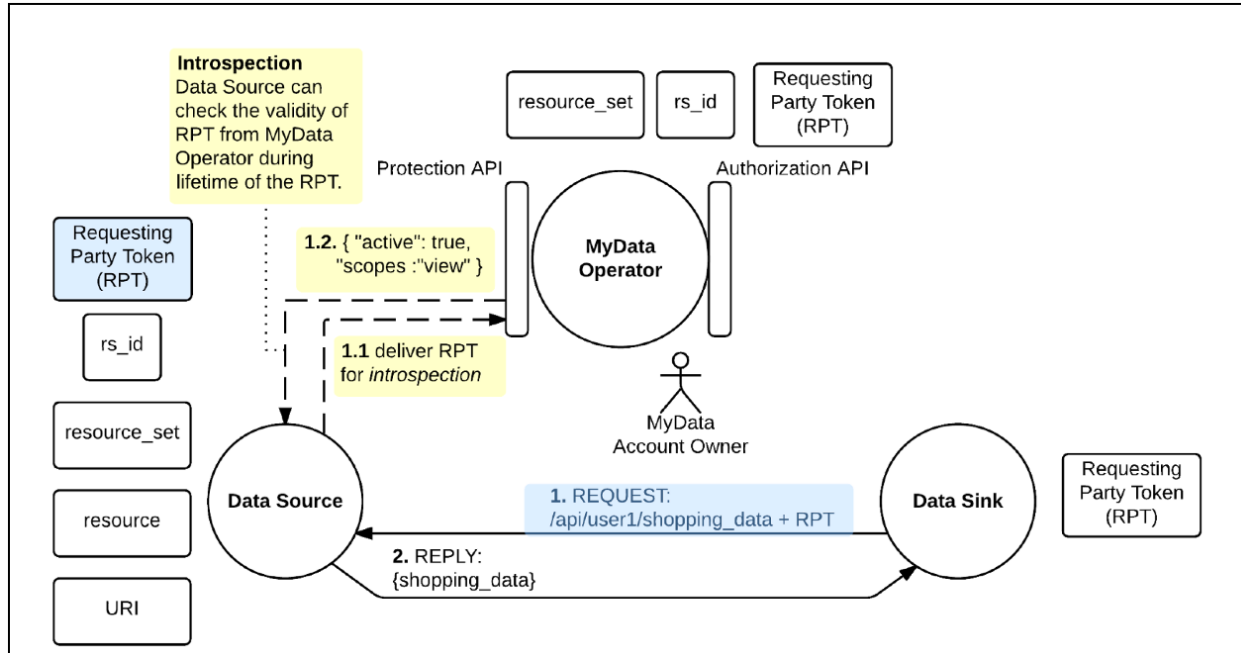 Introspection
Data Source can
check the validity of
RPT from MyData
Operator during
lifetime of the RPT.
resource_set
rs_id
Requesting
Party Token
(RPT)
Protection API
Authorization API
MyData
Operator
Requesting
Party Token
(RPT)
1.2. { "active": true,
"scopes :"view" }
rs_id
1.1 deliver RPT
for introspection
MyData
Account Owner
resource_set
Data Source
1. REQUEST:
/api/user1/shopping_data + RPT
Data Sink
Requesting
Party Token
(RPT)
resource
2. REPLY:
{shopping_data}
URI